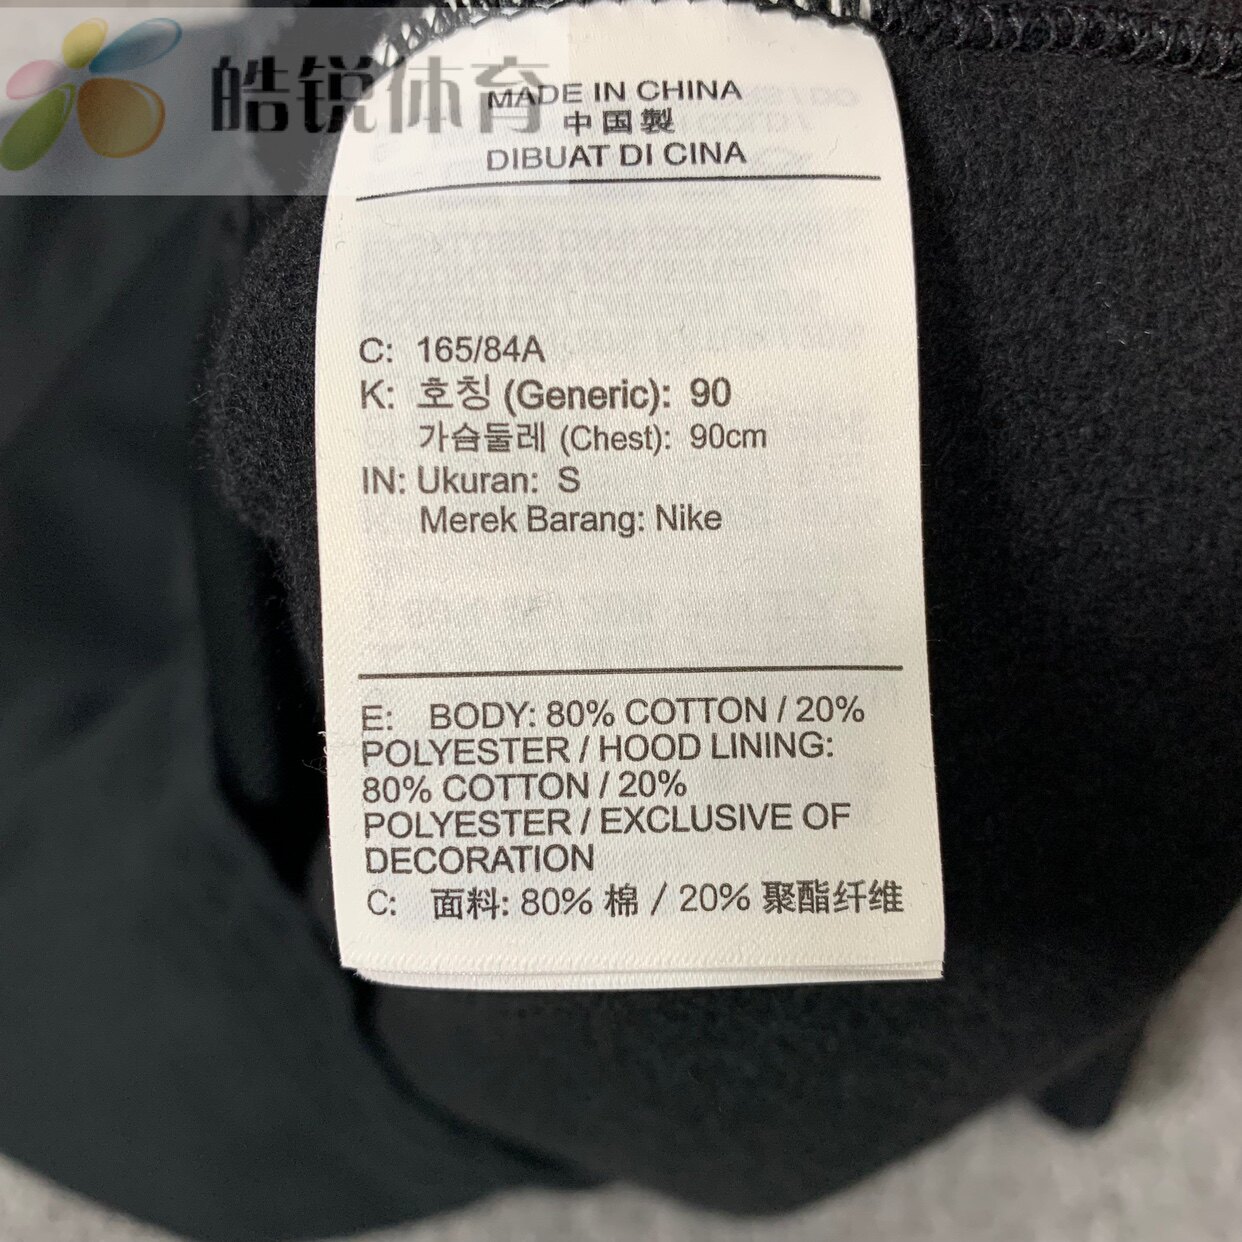 皓锐体育
MADE IN CHINA
中国製
DIBUAT DI CINA
C: 165/84A
K: 호칭 (Generic): 90
가슴둘레 (Chest): 90cm
IN: Ukuran: S
Merek Barang: Nike
E: BODY: 80% COTTON / 20%
POLYESTER / HOOD LINING:
80% COTTON / 20%
POLYESTER / EXCLUSIVE OF
DECORATION
C: 面料: 80% 棉 / 20% 聚酯纤维